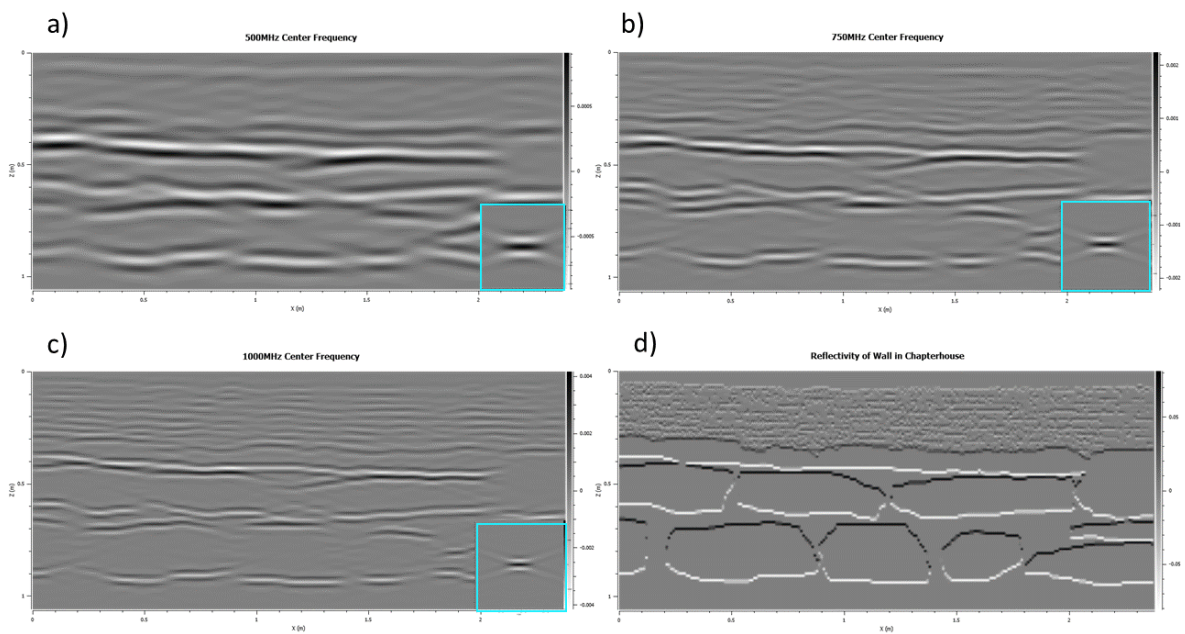 a)
500MHz Center Frequency
0
0.5
1
Z (m)
0 0.5 1 1.5 2
X (m)
0.0005
0
-0.0005
b)
750MHz Center Frequency
0
0.5
1
Z (m)
0 0.5 1 1.5 2
X (m)
0.002
0.001
0
-0.001
-0.002
c)
1000MHz Center Frequency
0
0.5
1
Z (m)
0 0.5 1 1.5 2
X (m)
0.004
0.002
0
-0.002
-0.004
d)
Reflectivity of Wall in Chapterhouse
0
0.5
1
Z (m)
0 0.5 1 1.5 2
X (m)
0.05
0
-0.05